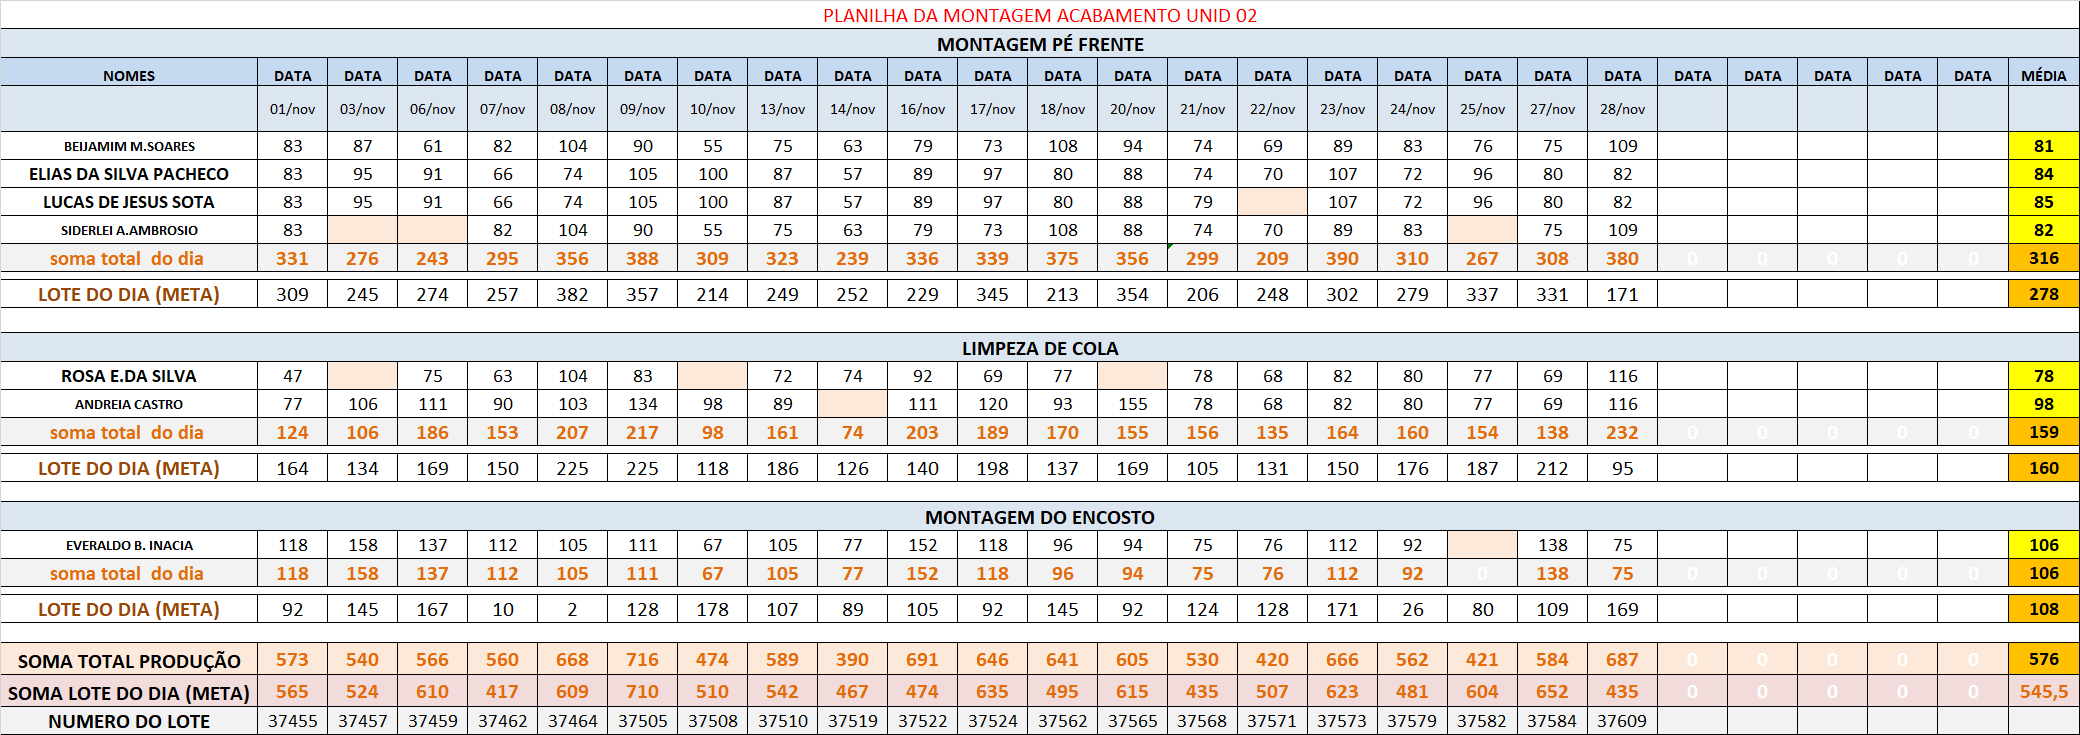 PLANILHA DA MONTAGEM ACABAMENTO UNID 02
MONTAGEM PÉ FRENTE
NOMES DATA DATA DATA DATA DATA DATA DATA DATA DATA DATA DATA DATA DATA DATA DATA DATA DATA DATA DATA DATA DATA DATA DATA DATA DATA MÉDIA
01/nov 03/nov 06/nov 07/nov 08/nov 09/nov 10/nov 13/nov 14/nov 16/nov 17/nov 18/nov 20/nov 21/nov 22/nov 23/nov 24/nov 25/nov 27/nov 28/nov
BEIJAMIM M.SOARES 83 87 61 82 104 90 55 75 63 79 73 108 94 74 69 89 83 76 75 109 81
ELIAS DA SILVA PACHECO 83 95 91 66 74 105 100 87 57 89 97 80 88 74 70 107 72 96 80 82 84
LUCAS DE JESUS SOTA 83 95 91 66 74 105 100 87 57 89 97 80 88 79 107 72 96 80 82 85
SIDERLEI A.AMBROSIO 83 82 104 90 55 75 63 79 73 108 88 74 70 89 83 75 109 82
soma total do dia 331 276 243 295 356 388 309 323 239 336 339 375 356 299 209 390 310 267 308 380 0 0 0 0 0 316
LOTE DO DIA (META) 309 245 274 257 382 357 214 249 252 229 345 213 354 206 248 302 279 337 331 171 278
LIMPEZA DE COLA
ROSA E.DA SILVA 47 75 63 104 83 72 74 92 69 77 78 68 82 80 77 69 116 78
ANDREIA CASTRO 77 106 111 90 103 134 98 89 111 120 93 155 78 68 82 80 77 69 116 98
soma total do dia 124 106 186 153 207 217 98 161 74 203 189 170 155 156 135 164 160 154 138 232 0 0 0 0 0 159
LOTE DO DIA (META) 164 134 169 150 225 225 118 186 126 140 198 137 169 105 131 150 176 187 212 95 160
MONTAGEM DO ENCOSTO
EVERALDO B. INACIA 118 158 137 112 105 111 67 105 77 152 118 96 94 75 76 112 92 138 75 106
soma total do dia 118 158 137 112 105 111 67 105 77 152 118 96 94 75 76 112 92 0 138 75 0 0 0 0 0 106
LOTE DO DIA (META) 92 145 167 10 2 128 178 107 89 105 92 145 92 124 128 171 26 80 109 169 108
SOMA TOTAL PRODUÇÃO 573 540 566 560 668 716 474 589 390 691 646 641 605 530 420 666 562 421 584 687 0 0 0 0 0 576
SOMA LOTE DO DIA (META) 565 524 610 417 609 710 510 542 467 474 635 495 615 435 507 623 481 604 652 435 0 0 0 0 0 545,5
NUMERO DO LOTE 37455 37457 37459 37462 37464 37505 37508 37510 37519 37522 37524 37562 37565 37568 37571 37573 37579 37582 37584 37609